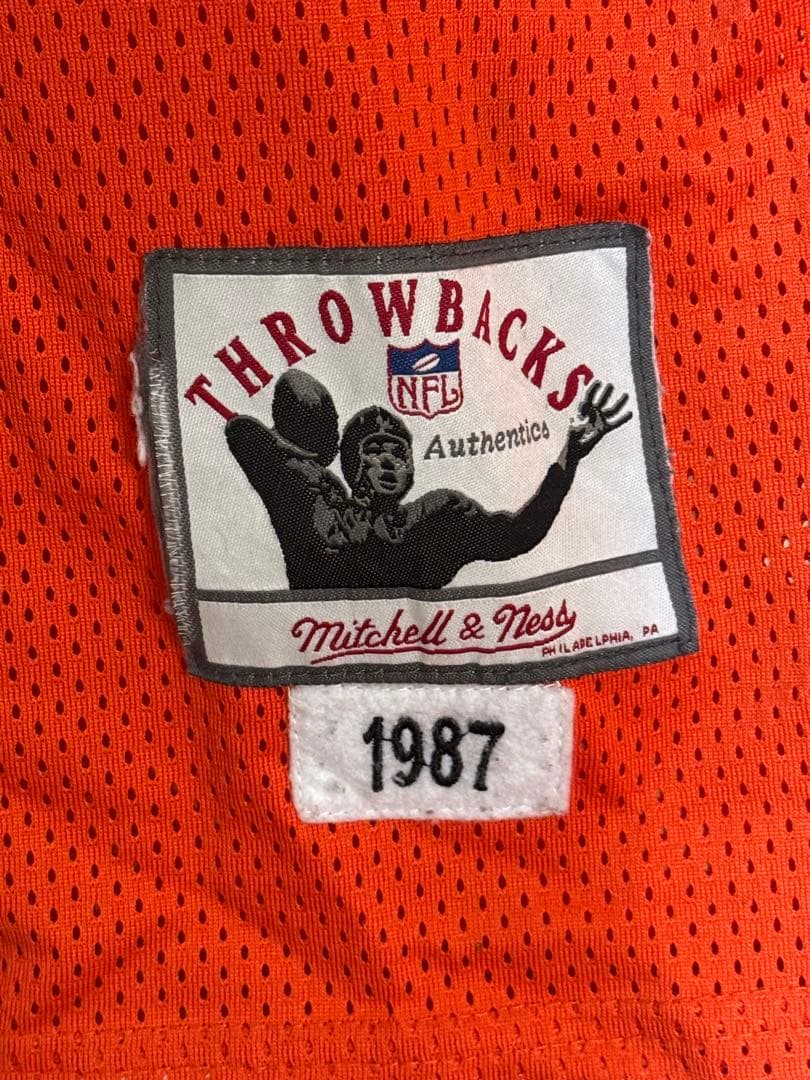 THROWBACKS
NFL
Authentics
Mitchell & Ness
PHILADELPHIA, PA
1987